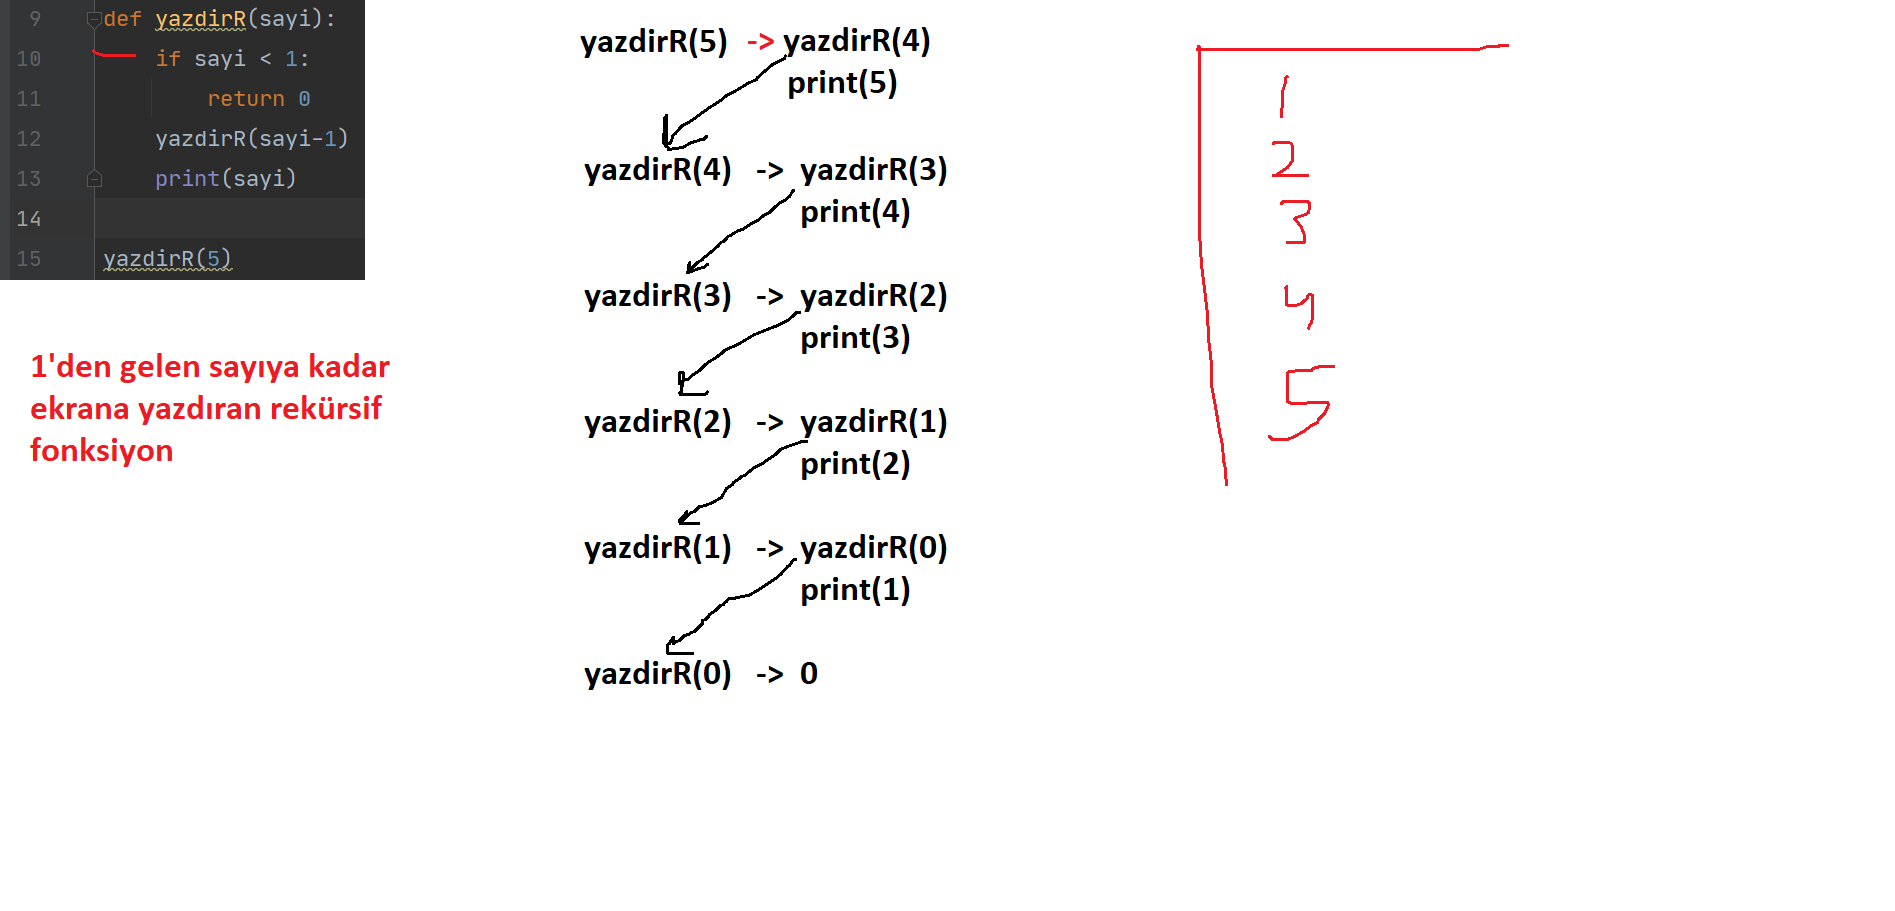 9 def yazdirR(sayi):
10 if sayi < 1:
11 return 0
12 yazdirR(sayi-1)
13 print(sayi)
14
15 yazdirR(5)
1'den gelen sayıya kadar
ekrana yazdıran rekürsif
fonksiyon
yazdirR(5) -> yazdirR(4)
print(5)
yazdirR(4) -> yazdirR(3)
print(4)
yazdirR(3) -> yazdirR(2)
print(3)
yazdirR(2) -> yazdirR(1)
print(2)
yazdirR(1) -> yazdirR(0)
print(1)
yazdirR(0) -> 0
1
2
3
4
5